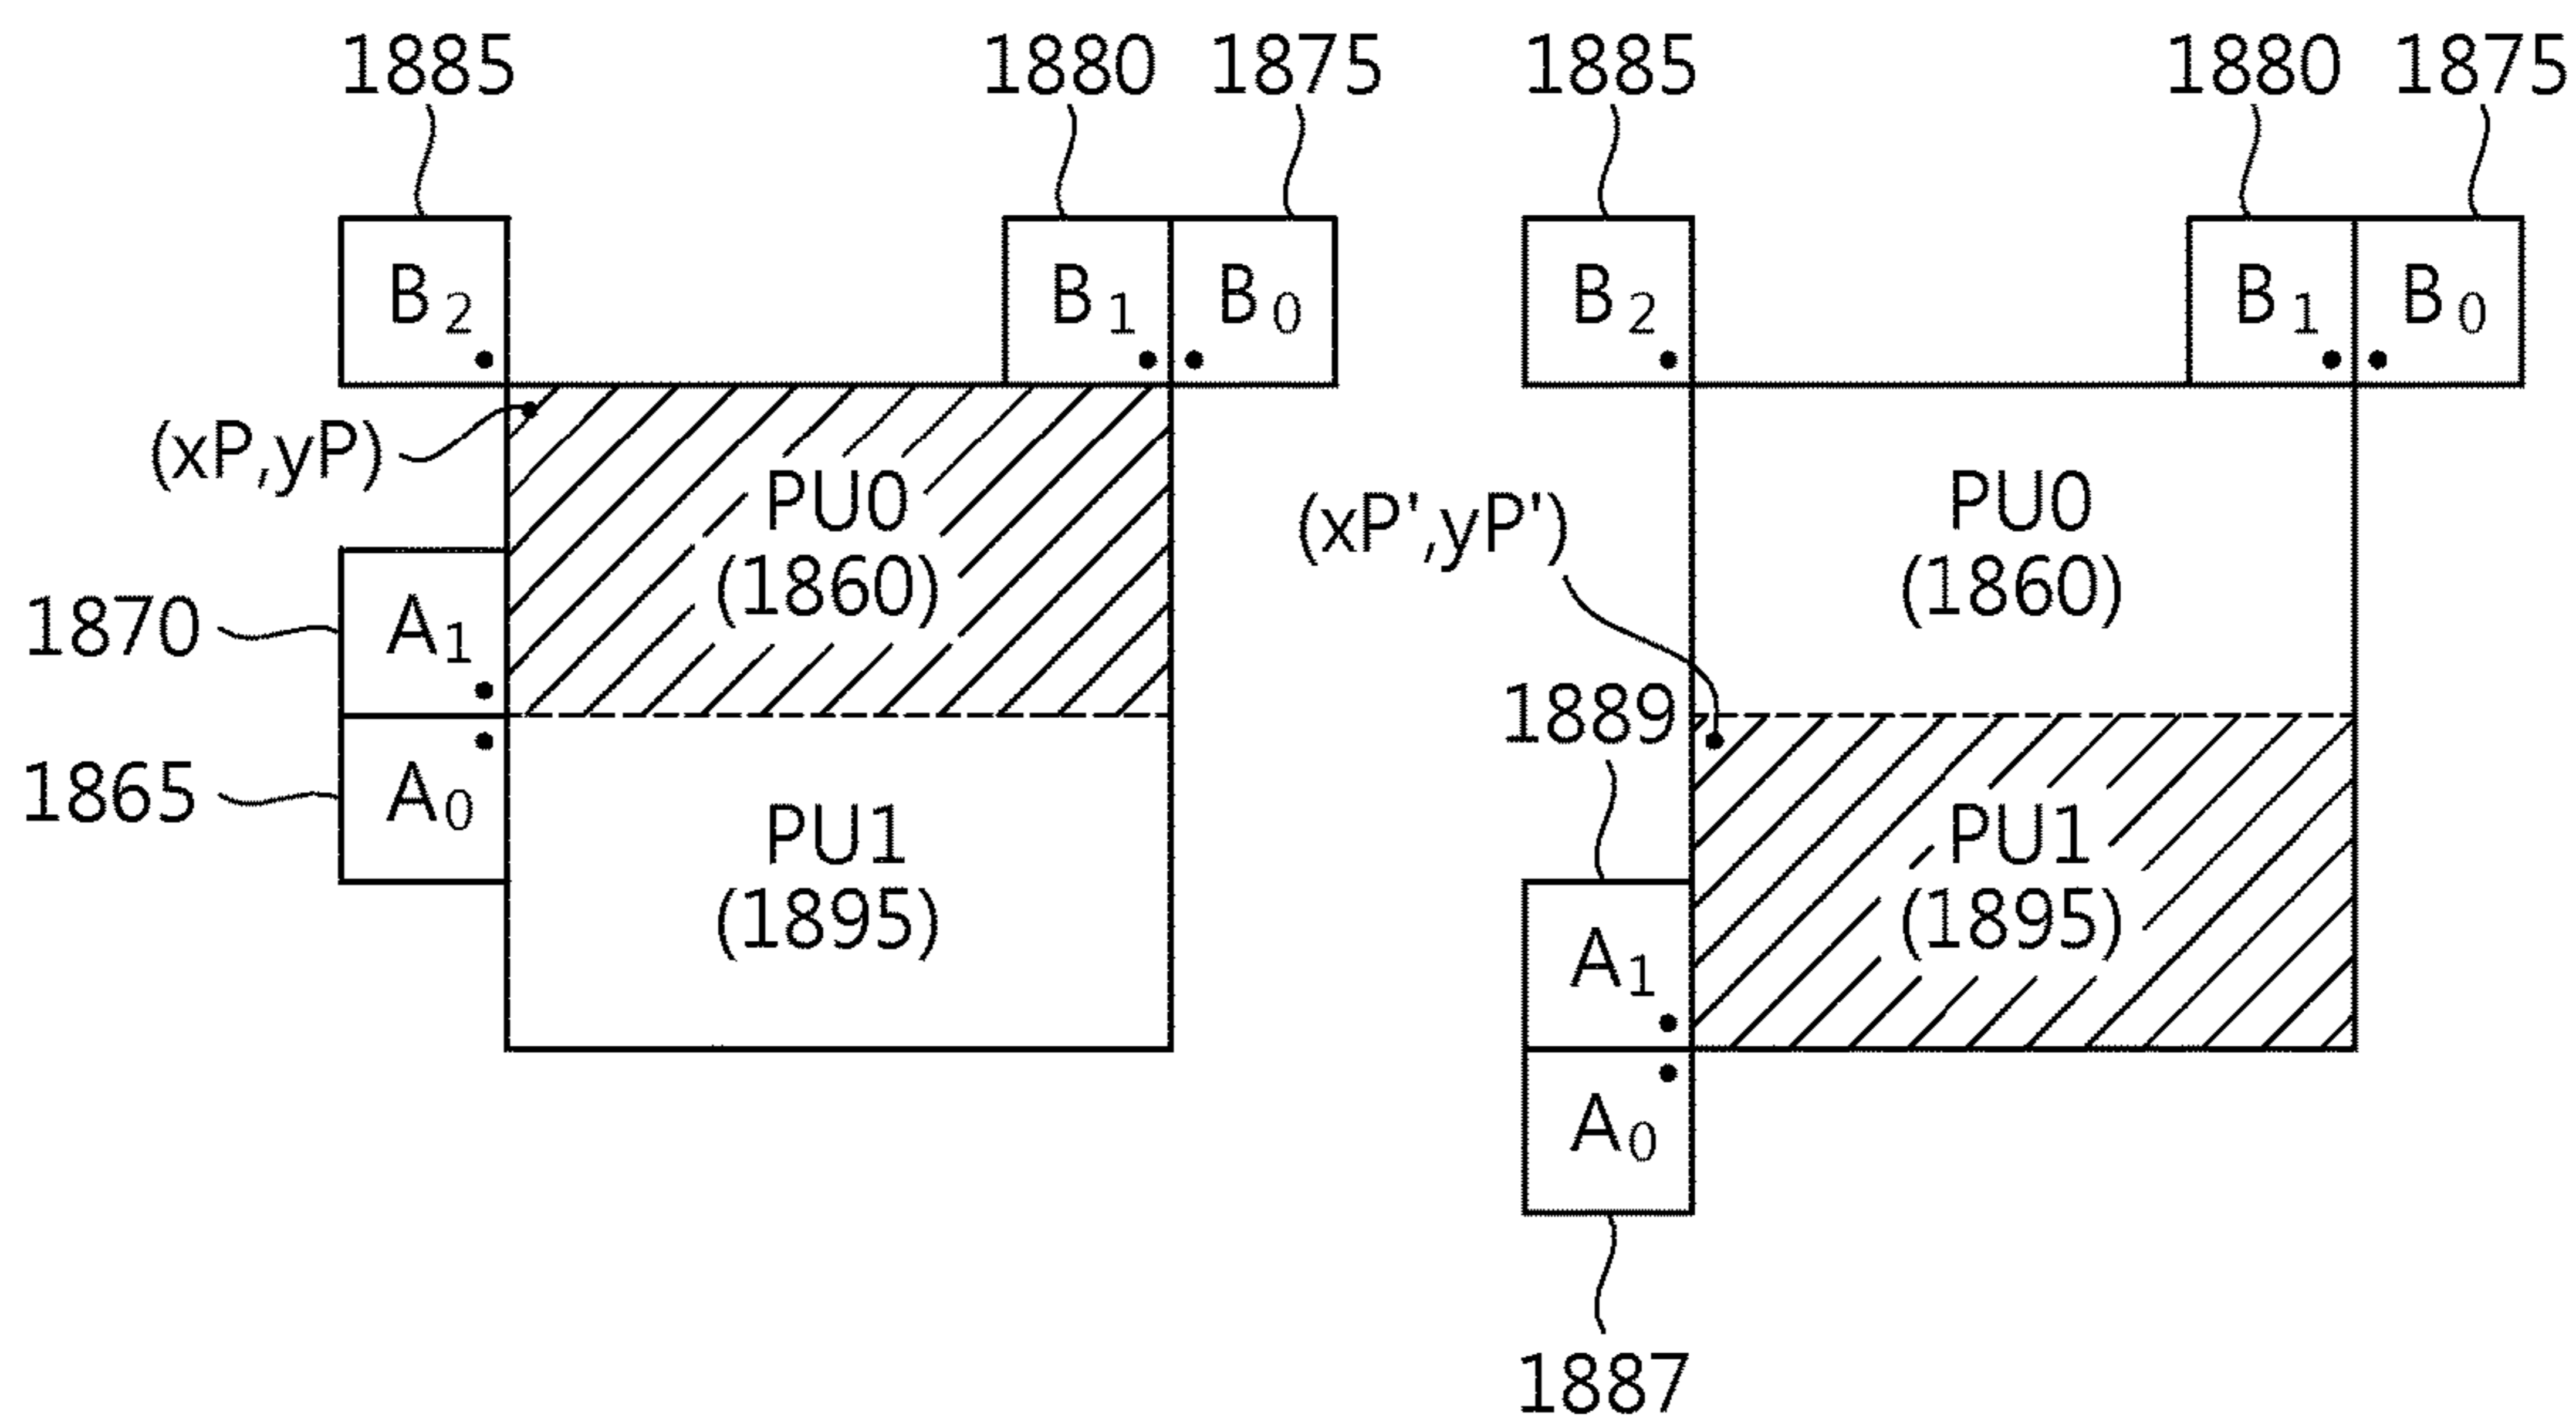 1885
1880
1875
B2
B1
B0
(xP,yP)
PU0
(1860)
1870
A1
1865
A0
PU1
(1895)
1885
1880
1875
B2
B1
B0
(xP',yP')
PU0
(1860)
1889
A1
PU1
(1895)
A0
1887